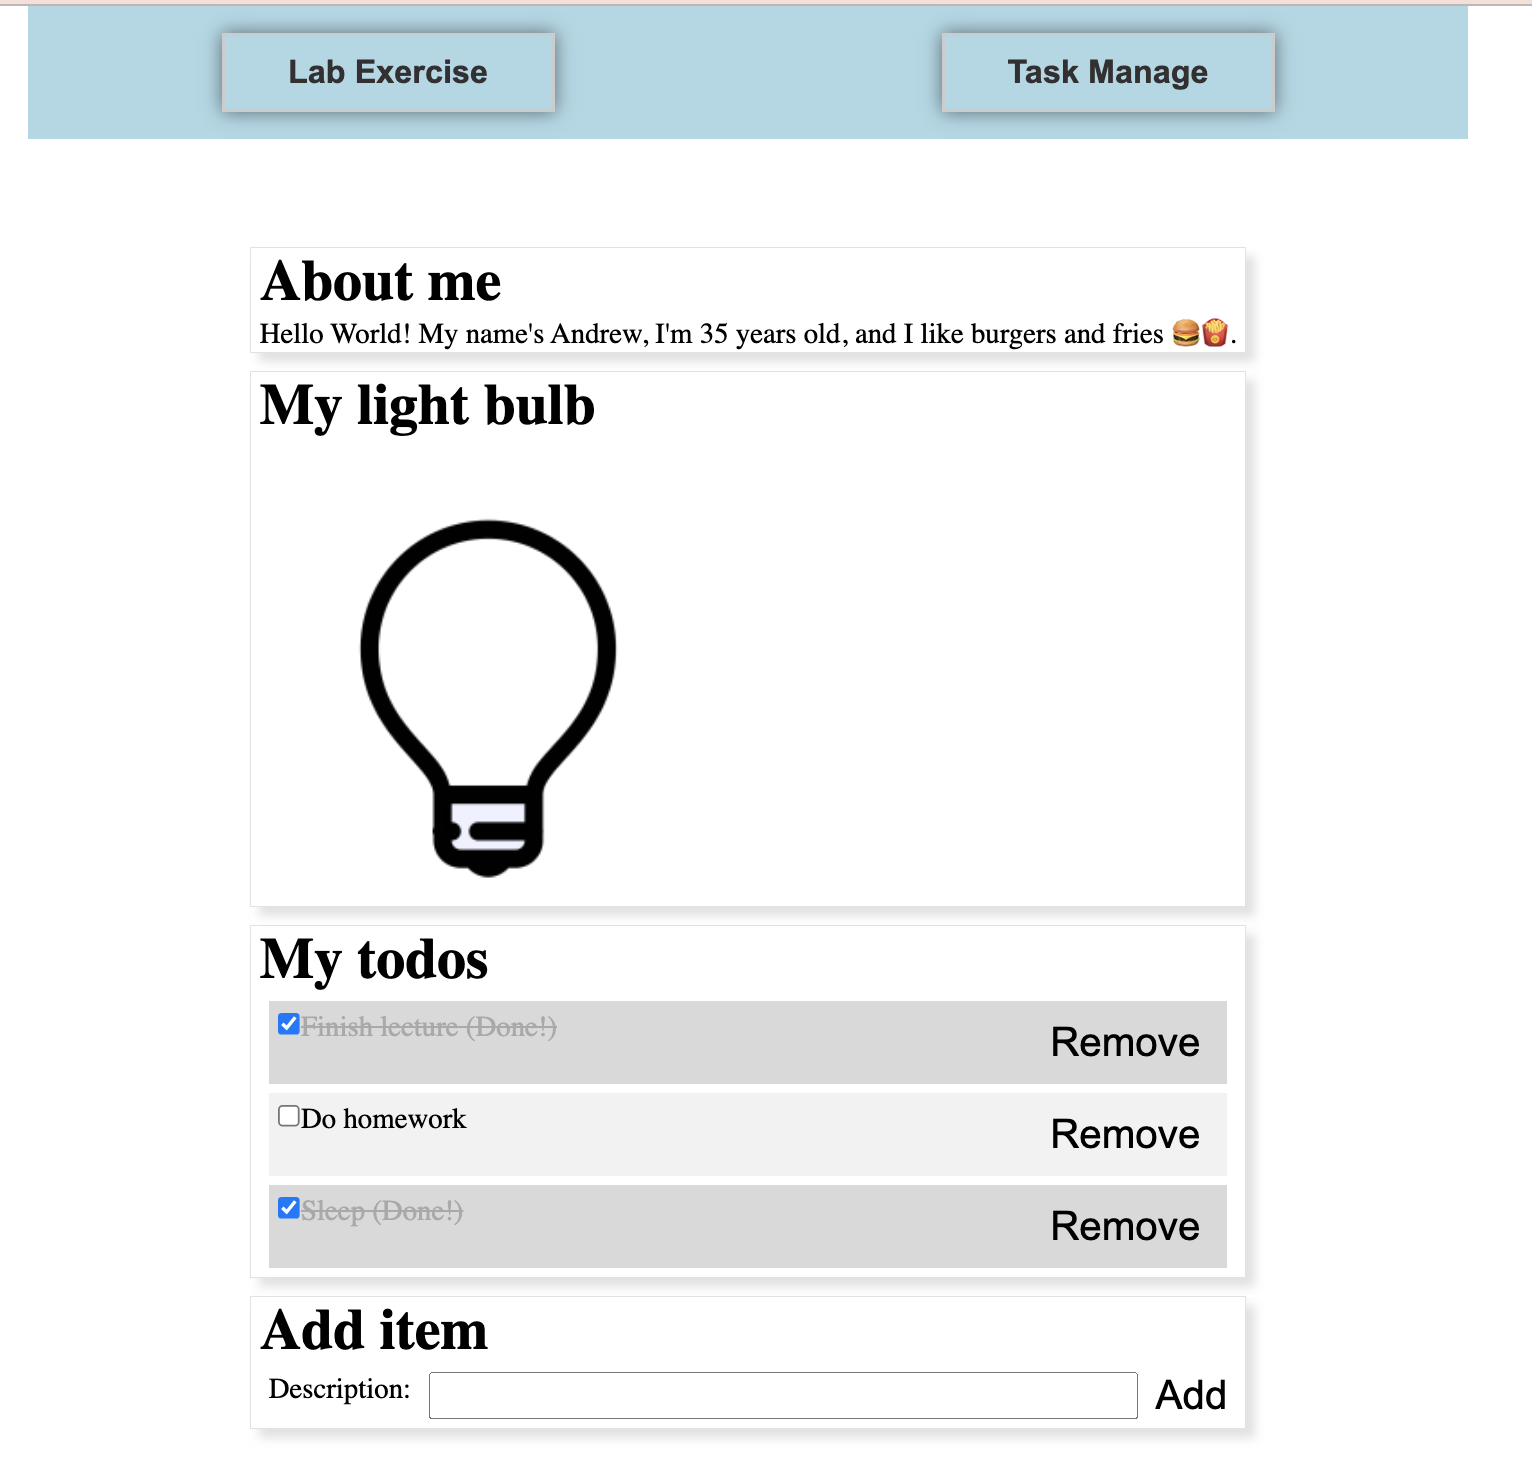 Lab Exercise
Task Manage
About me
Hello World! My name's Andrew, I'm 35 years old, and I like burgers and fries 🍔🍟.
My light bulb
My todos
Finish lecture (Done!)
Remove
Do homework
Remove
Sleep (Done!)
Remove
Add item
Description:
Add